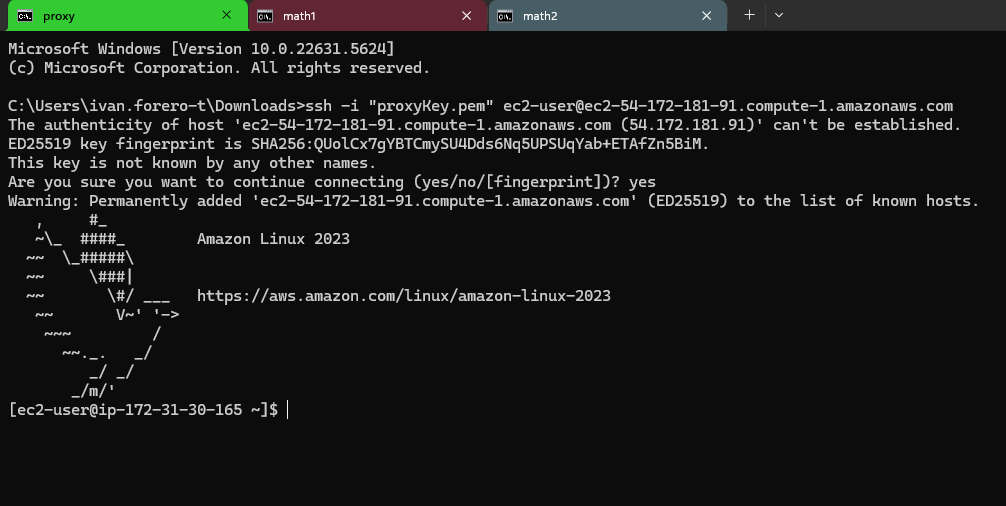 proxy
math1
math2
Microsoft Windows [Version 10.0.22631.5624]
(c) Microsoft Corporation. All rights reserved.
C:\Users\ivan.forero-t\Downloads>ssh -i "proxyKey.pem" ec2-user@ec2-54-172-181-91.compute-1.amazonaws.com
The authenticity of host 'ec2-54-172-181-91.compute-1.amazonaws.com (54.172.181.91)' can't be established.
ED25519 key fingerprint is SHA256:QUolCx7gYBTCmySU4Dds6Nq5UPSUqYab+ETAfZn5BiM.
This key is not known by any other names.
Are you sure you want to continue connecting (yes/no/[fingerprint])? yes
Warning: Permanently added 'ec2-54-172-181-91.compute-1.amazonaws.com' (ED25519) to the list of known hosts.
   ,     #_
   ~\_  ####_        Amazon Linux 2023
  ~~  \_#####\
  ~~     \###|
  ~~       \#/ ___   https://aws.amazon.com/linux/amazon-linux-2023
   ~~       V~' '->
    ~~~         /
      ~~._.   _/
         _/ _/
       _/m/'
[ec2-user@ip-172-31-30-165 ~]$